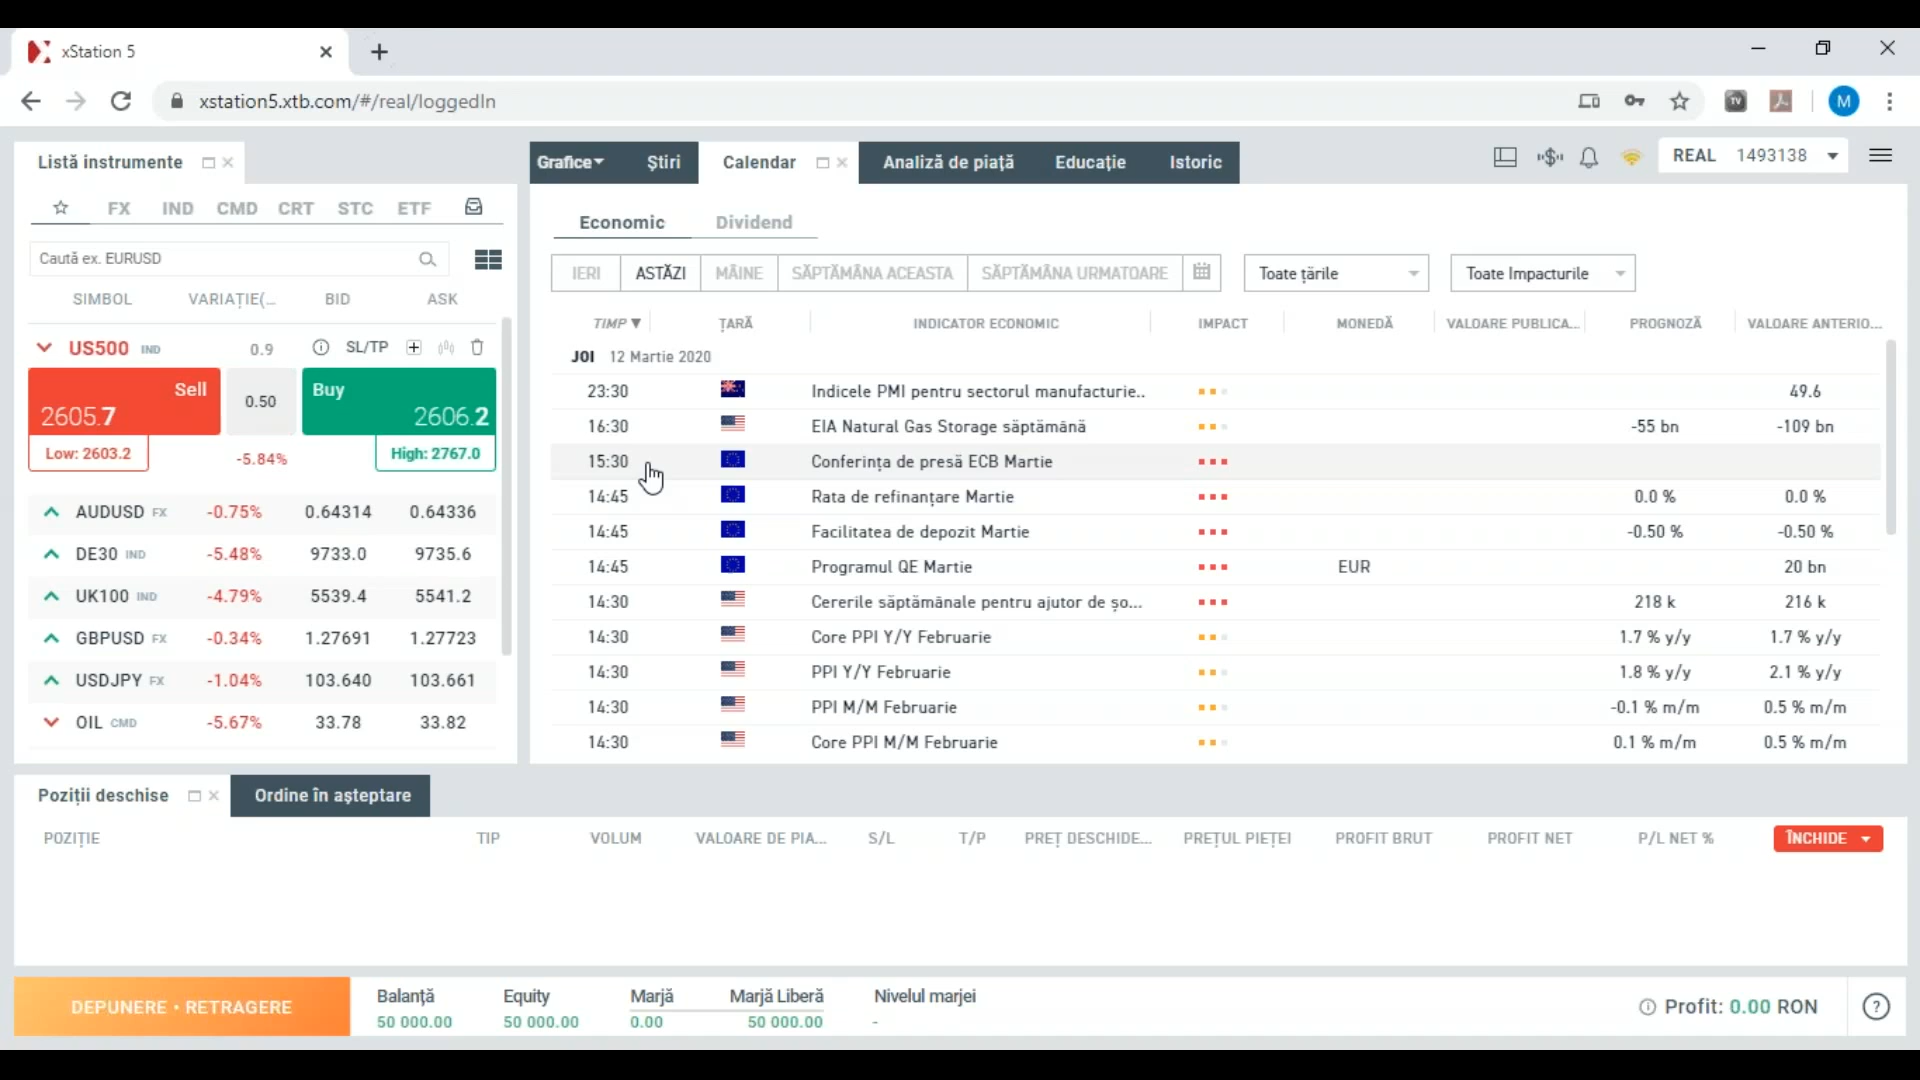 xStation 5
xstation5.xtb.com/#/real/loggedIn
M
Listă instrumente
Grafice
Știri
Calendar
Analiză de piață
Educație
Istoric
REAL 1493138
FX IND CMD CRT STC ETF
Caută ex. EURUSD
SIMBOL VARIAȚIE(... BID ASK
US500 IND 0.9 SL/TP
Sell
2605.7
0.50
Buy
2606.2
Low: 2603.2
-5.84%
High: 2767.0
AUDUSD FX -0.75% 0.64314 0.64336
DE30 IND -5.48% 9733.0 9735.6
UK100 IND -4.79% 5539.4 5541.2
GBPUSD FX -0.34% 1.27691 1.27723
USDJPY FX -1.04% 103.640 103.661
OIL CMD -5.67% 33.78 33.82
Economic Dividend
IERI ASTĂZI MÂINE SĂPTĂMÂNA ACEASTA SĂPTĂMÂNA URMATOARE Toate țările Toate Impacturile
TIMP ▼ ȚARĂ INDICATOR ECONOMIC IMPACT MONEDĂ VALOARE PUBLICA... PROGNOZĂ VALOARE ANTERIO...
JOI 12 Martie 2020
23:30 Indicele PMI pentru sectorul manufacturie.. 49.6
16:30 EIA Natural Gas Storage săptămână -55 bn -109 bn
15:30 Conferința de presă ECB Martie
14:45 Rata de refinanțare Martie 0.0 % 0.0 %
14:45 Facilitatea de depozit Martie -0.50 % -0.50 %
14:45 Programul QE Martie EUR 20 bn
14:30 Cererile săptămânale pentru ajutor de șo... 218 k 216 k
14:30 Core PPI Y/Y Februarie 1.7 % y/y 1.7 % y/y
14:30 PPI Y/Y Februarie 1.8 % y/y 2.1 % y/y
14:30 PPI M/M Februarie -0.1 % m/m 0.5 % m/m
14:30 Core PPI M/M Februarie 0.1 % m/m 0.5 % m/m
Poziții deschise
Ordine în așteptare
POZIȚIE TIP VOLUM VALOARE DE PIA... S/L T/P PREȚ DESCHIDE... PREȚUL PIEȚEI PROFIT BRUT PROFIT NET P/L NET % ÎNCHIDE
DEPUNERE • RETRAGERE
Balanță Equity Marjă Marjă Liberă Nivelul marjei
50 000.00 50 000.00 0.00 50 000.00 -
Profit: 0.00 RON
?